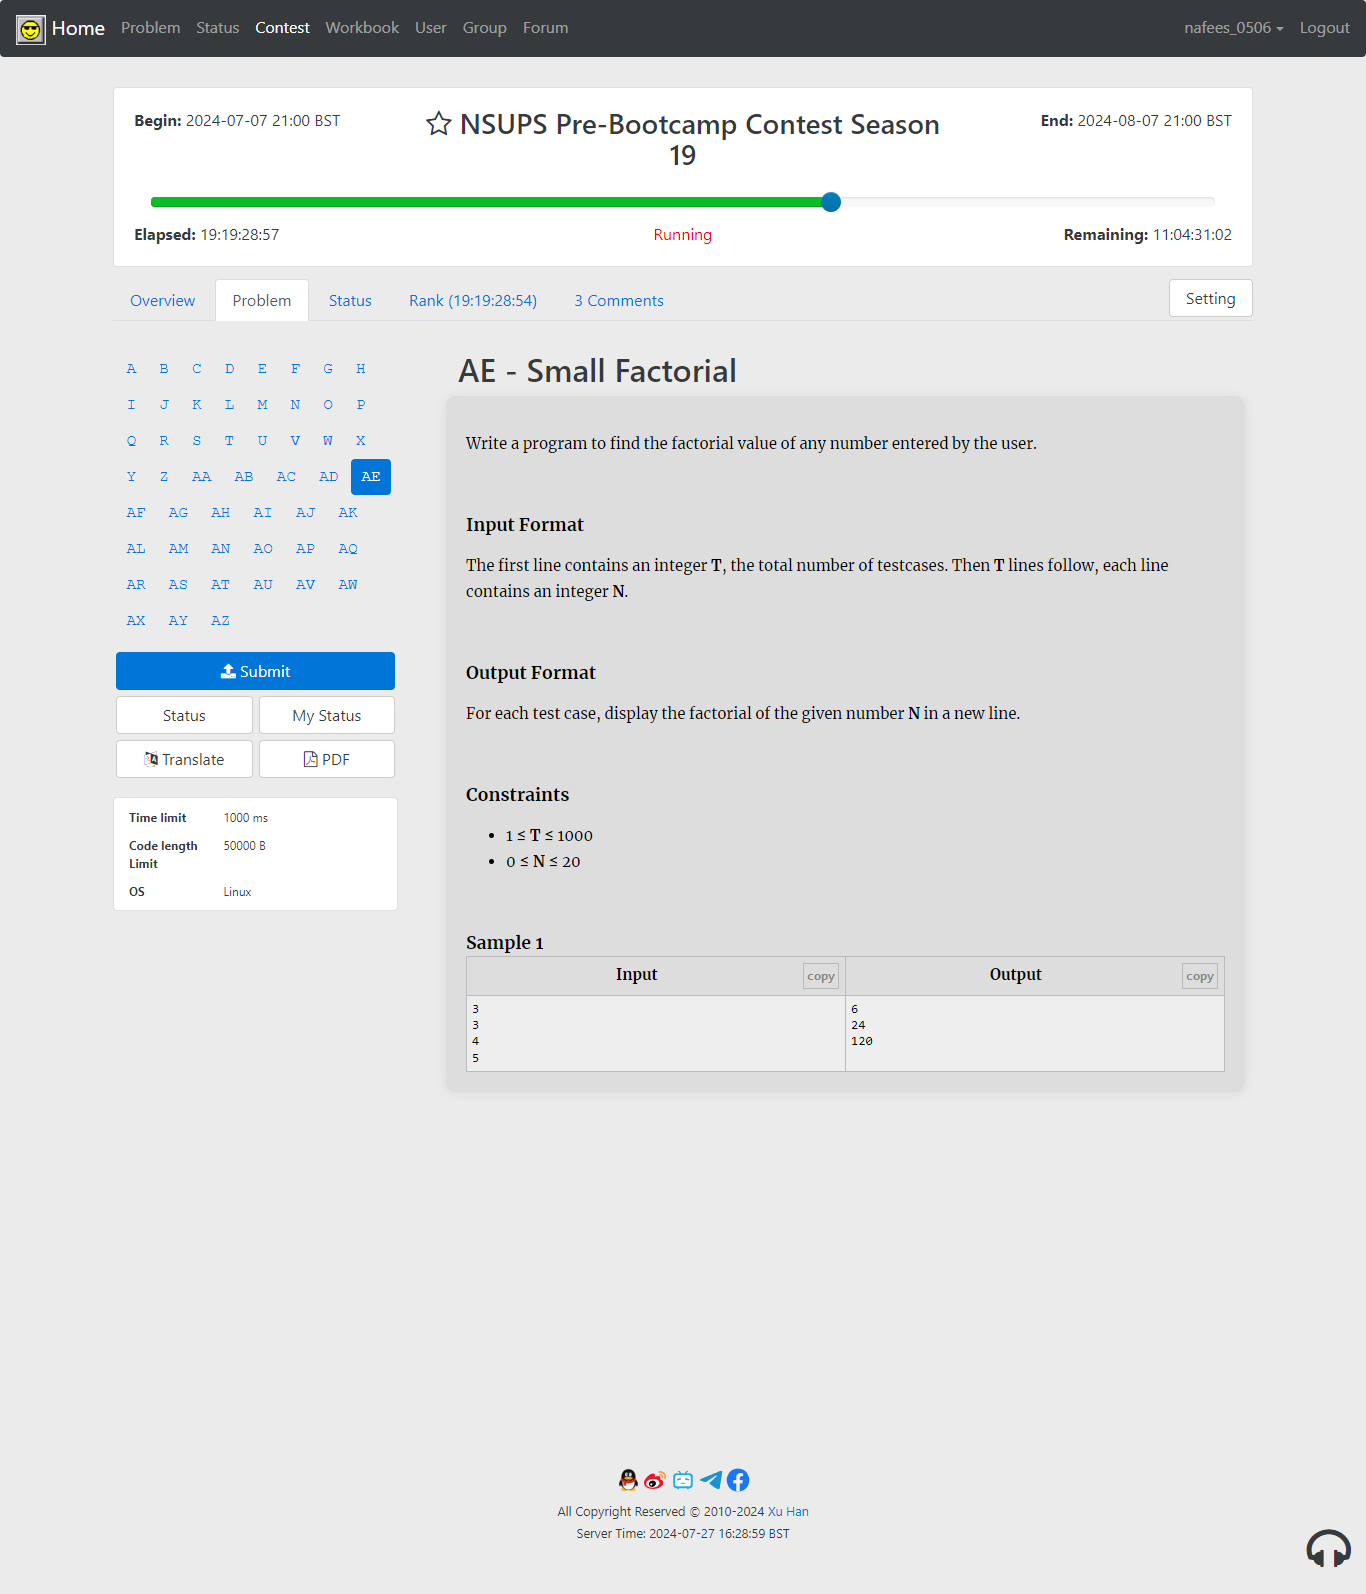 Home Problem Status Contest Workbook User Group Forum nafees_0506 Logout
Begin: 2024-07-07 21:00 BST
NSUPS Pre-Bootcamp Contest Season
19
End: 2024-08-07 21:00 BST
Elapsed: 19:19:28:57 Running Remaining: 11:04:31:02
Overview Problem Status Rank (19:19:28:54) 3 Comments Setting
A B C D E F G H
I J K L M N O P
Q R S T U V W X
Y Z AA AB AC AD AE
AF AG AH AI AJ AK
AL AM AN AO AP AQ
AR AS AT AU AV AW
AX AY AZ
Submit
Status My Status
Translate PDF
Time limit 1000 ms
Code length 50000 B
Limit
OS Linux
AE - Small Factorial
Write a program to find the factorial value of any number entered by the user.
Input Format
The first line contains an integer T, the total number of testcases. Then T lines follow, each line
contains an integer N.
Output Format
For each test case, display the factorial of the given number N in a new line.
Constraints
• 1 ≤ T ≤ 1000
• 0 ≤ N ≤ 20
Sample 1
Input copy Output copy
3 6
3 24
4 120
5
All Copyright Reserved © 2010-2024 Xu Han
Server Time: 2024-07-27 16:28:59 BST